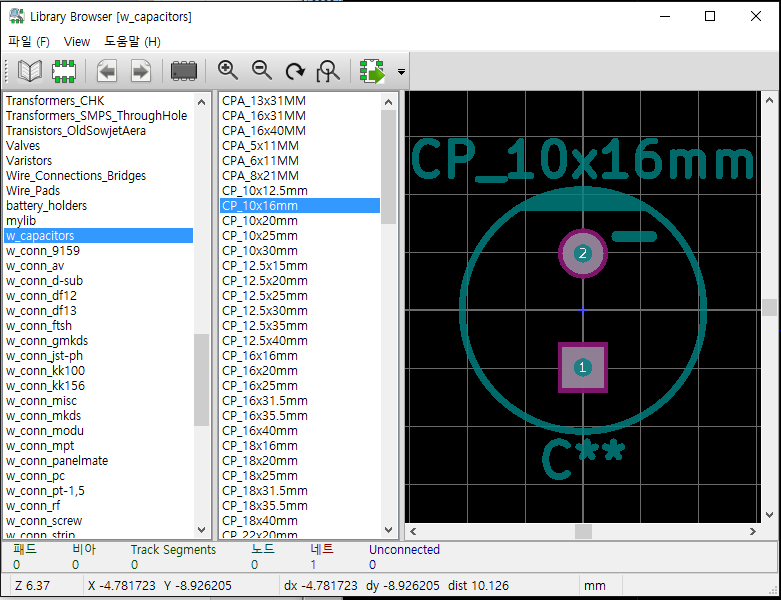 Library Browser [w_capacitors]
파일 (F) View 도움말 (H)
Transformers_CHK
Transformers_SMPS_ThroughHole
Transistors_OldSowjetAera
Valves
Varistors
Wire_Connections_Bridges
Wire_Pads
battery_holders
mylib
w_capacitors
w_conn_9159
w_conn_av
w_conn_d-sub
w_conn_df12
w_conn_df13
w_conn_ftsh
w_conn_gmkds
w_conn_jst-ph
w_conn_kk100
w_conn_kk156
w_conn_misc
w_conn_mkds
w_conn_modu
w_conn_mpt
w_conn_panelmate
w_conn_pc
w_conn_pt-1,5
w_conn_rf
w_conn_screw
w_conn_strip
CPA_13x31MM
CPA_16x31MM
CPA_16x40MM
CPA_5x11MM
CPA_6x11MM
CPA_8x21MM
CP_10x12.5mm
CP_10x16mm
CP_10x20mm
CP_10x25mm
CP_10x30mm
CP_12.5x15mm
CP_12.5x20mm
CP_12.5x25mm
CP_12.5x30mm
CP_12.5x35mm
CP_12.5x40mm
CP_16x16mm
CP_16x20mm
CP_16x25mm
CP_16x31.5mm
CP_16x35.5mm
CP_16x40mm
CP_18x16mm
CP_18x20mm
CP_18x25mm
CP_18x31.5mm
CP_18x35.5mm
CP_18x40mm
CP_22x20mm
CP_10x16mm
2
1
C**
패드 비아 Track Segments 노드 네트 Unconnected
0 0 0 0 1 0
Z 6.37 X -4.781723 Y -8.926205 dx -4.781723 dy -8.926205 dist 10.126 mm